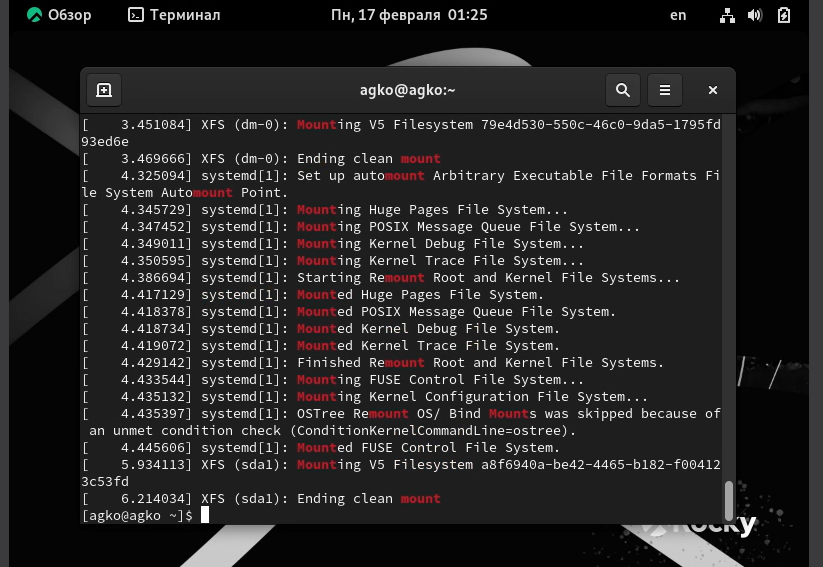 Обзор Терминал Пн, 17 февраля 01:25 en
agko@agko:~
[    3.451084] XFS (dm-0): Mounting V5 Filesystem 79e4d530-550c-46c0-9da5-1795fd
93ed6e
[    3.469666] XFS (dm-0): Ending clean mount
[    4.325094] systemd[1]: Set up automount Arbitrary Executable File Formats Fi
le System Automount Point.
[    4.345729] systemd[1]: Mounting Huge Pages File System...
[    4.347452] systemd[1]: Mounting POSIX Message Queue File System...
[    4.349011] systemd[1]: Mounting Kernel Debug File System...
[    4.350595] systemd[1]: Mounting Kernel Trace File System...
[    4.386694] systemd[1]: Starting Remount Root and Kernel File Systems...
[    4.417129] systemd[1]: Mounted Huge Pages File System.
[    4.418378] systemd[1]: Mounted POSIX Message Queue File System.
[    4.418734] systemd[1]: Mounted Kernel Debug File System.
[    4.419072] systemd[1]: Mounted Kernel Trace File System.
[    4.429142] systemd[1]: Finished Remount Root and Kernel File Systems.
[    4.433544] systemd[1]: Mounting FUSE Control File System...
[    4.435132] systemd[1]: Mounting Kernel Configuration File System...
[    4.435397] systemd[1]: OSTree Remount OS/ Bind Mounts was skipped because of
 an unmet condition check (ConditionKernelCommandLine=ostree).
[    4.445606] systemd[1]: Mounted FUSE Control File System.
[    5.934113] XFS (sda1): Mounting V5 Filesystem a8f6940a-be42-4465-b182-f00412
3c53fd
[    6.214034] XFS (sda1): Ending clean mount
[agko@agko ~]$
Rocky